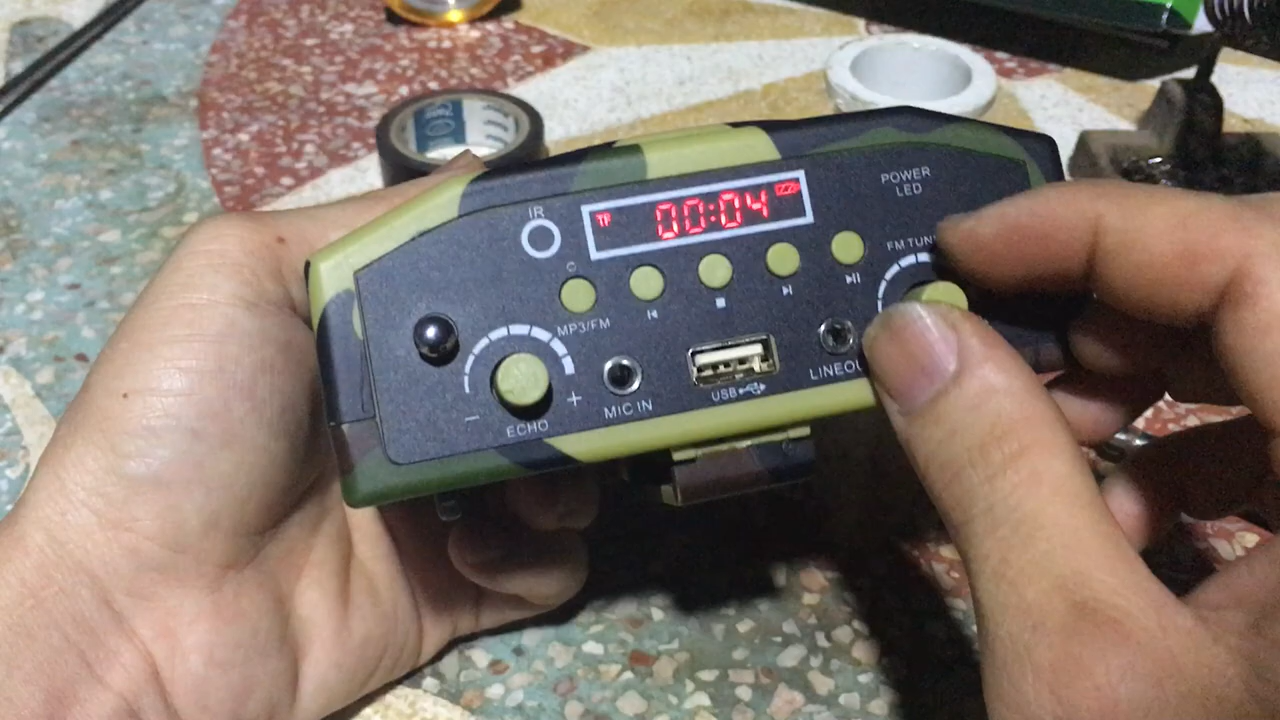 IR
TF 00:04
POWER
LED
MP3/FM
FM TUN
ECHO
MIC IN
USB
LINEOU